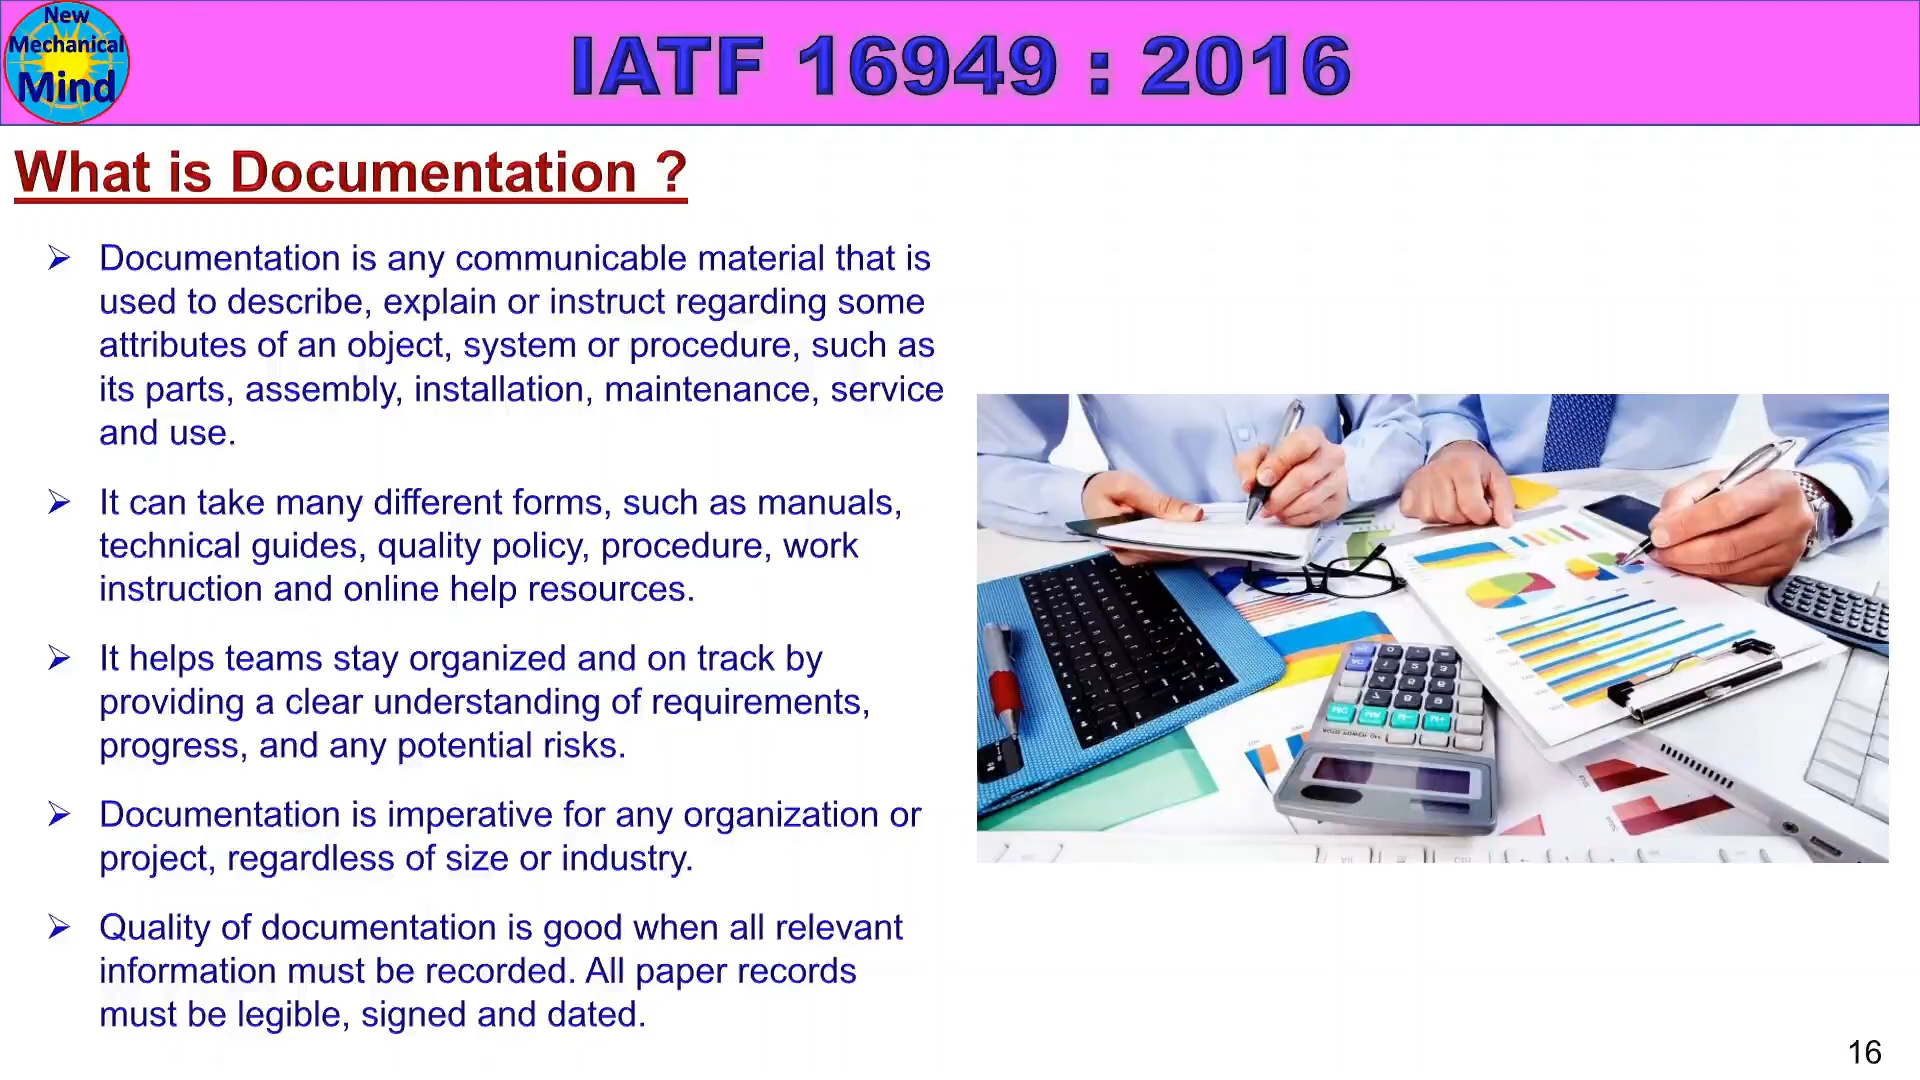 New
Mechanical
Mind
IATF 16949 : 2016
What is Documentation ?
Documentation is any communicable material that is
used to describe, explain or instruct regarding some
attributes of an object, system or procedure, such as
its parts, assembly, installation, maintenance, service
and use.
It can take many different forms, such as manuals,
technical guides, quality policy, procedure, work
instruction and online help resources.
It helps teams stay organized and on track by
providing a clear understanding of requirements,
progress, and any potential risks.
Documentation is imperative for any organization or
project, regardless of size or industry.
Quality of documentation is good when all relevant
information must be recorded. All paper records
must be legible, signed and dated.
16